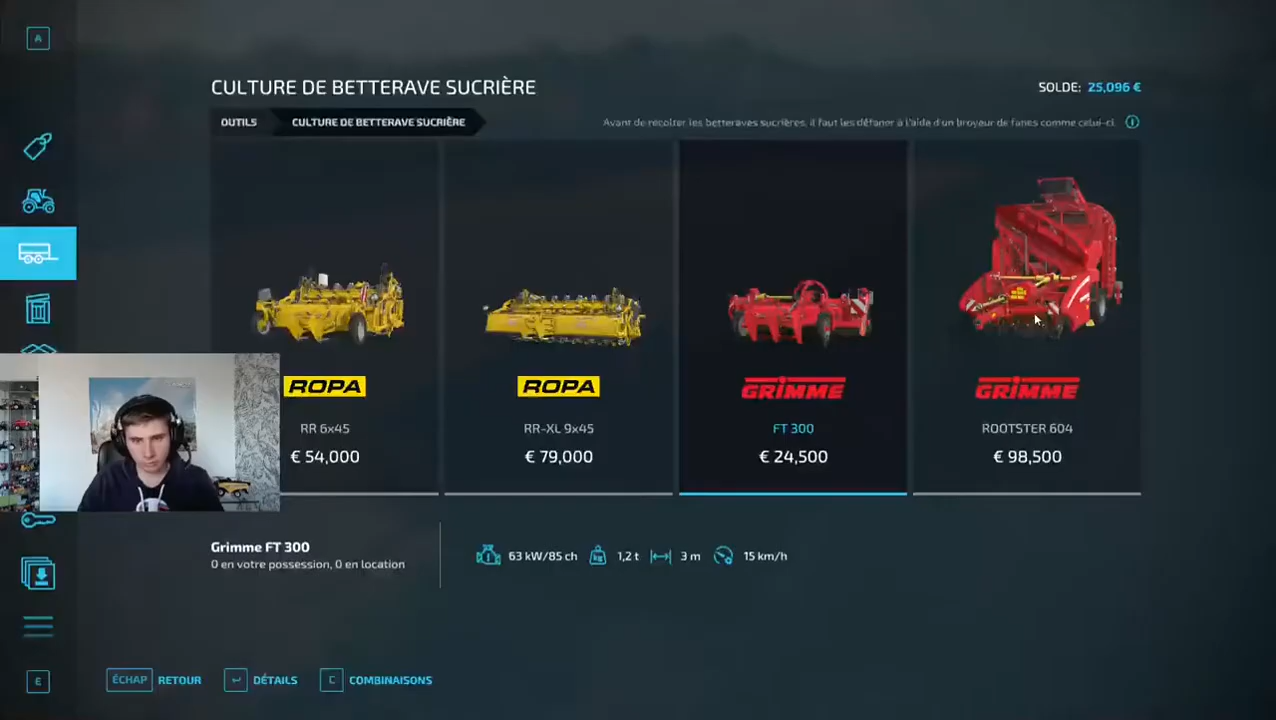 A
CULTURE DE BETTERAVE SUCRIÈRE
SOLDE: 25,096 €
OUTILS
CULTURE DE BETTERAVE SUCRIÈRE
Avant de récolter les betteraves sucrières, il faut les défaner à l'aide d'un broyeur de fanes comme celui-ci.
ROPA
ROPA
GRIMME
GRIMME
RR 6x45
RR-XL 9x45
FT 300
ROOTSTER 604
€ 54,000
€ 79,000
€ 24,500
€ 98,500
Grimme FT 300
0 en votre possession, 0 en location
63 kW/85 ch
1,2 t
3 m
15 km/h
E
ÉCHAP RETOUR
DÉTAILS
C COMBINAISONS